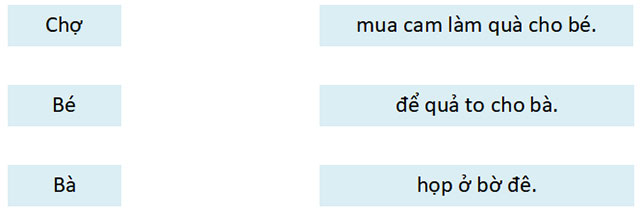 Chợ mua cam làm quà cho bé.
Bé để quả to cho bà.
Bà họp ở bờ đê.